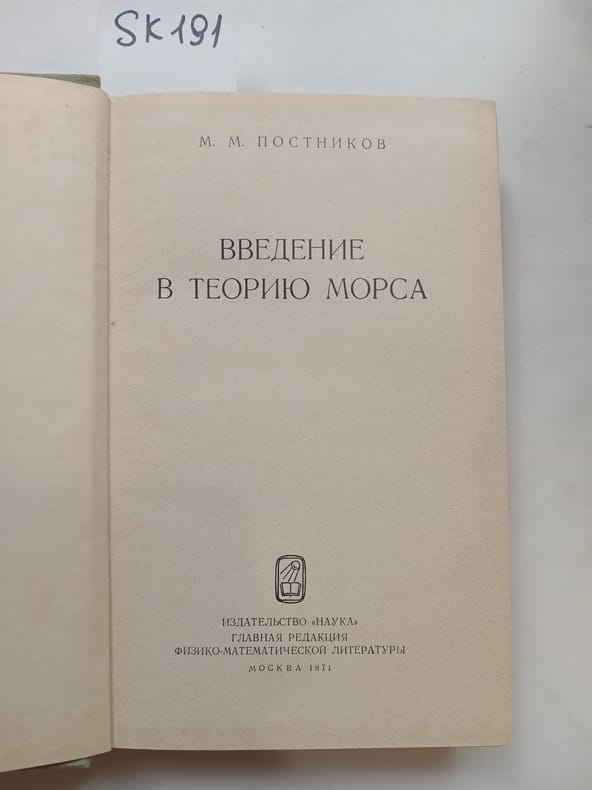 SK191
М. М. ПОСТНИКОВ
ВВЕДЕНИЕ
В ТЕОРИЮ МОРСА
ИЗДАТЕЛЬСТВО «НАУКА»
ГЛАВНАЯ РЕДАКЦИЯ
ФИЗИКО-МАТЕМАТИЧЕСКОЙ ЛИТЕРАТУРЫ
МОСКВА 1971